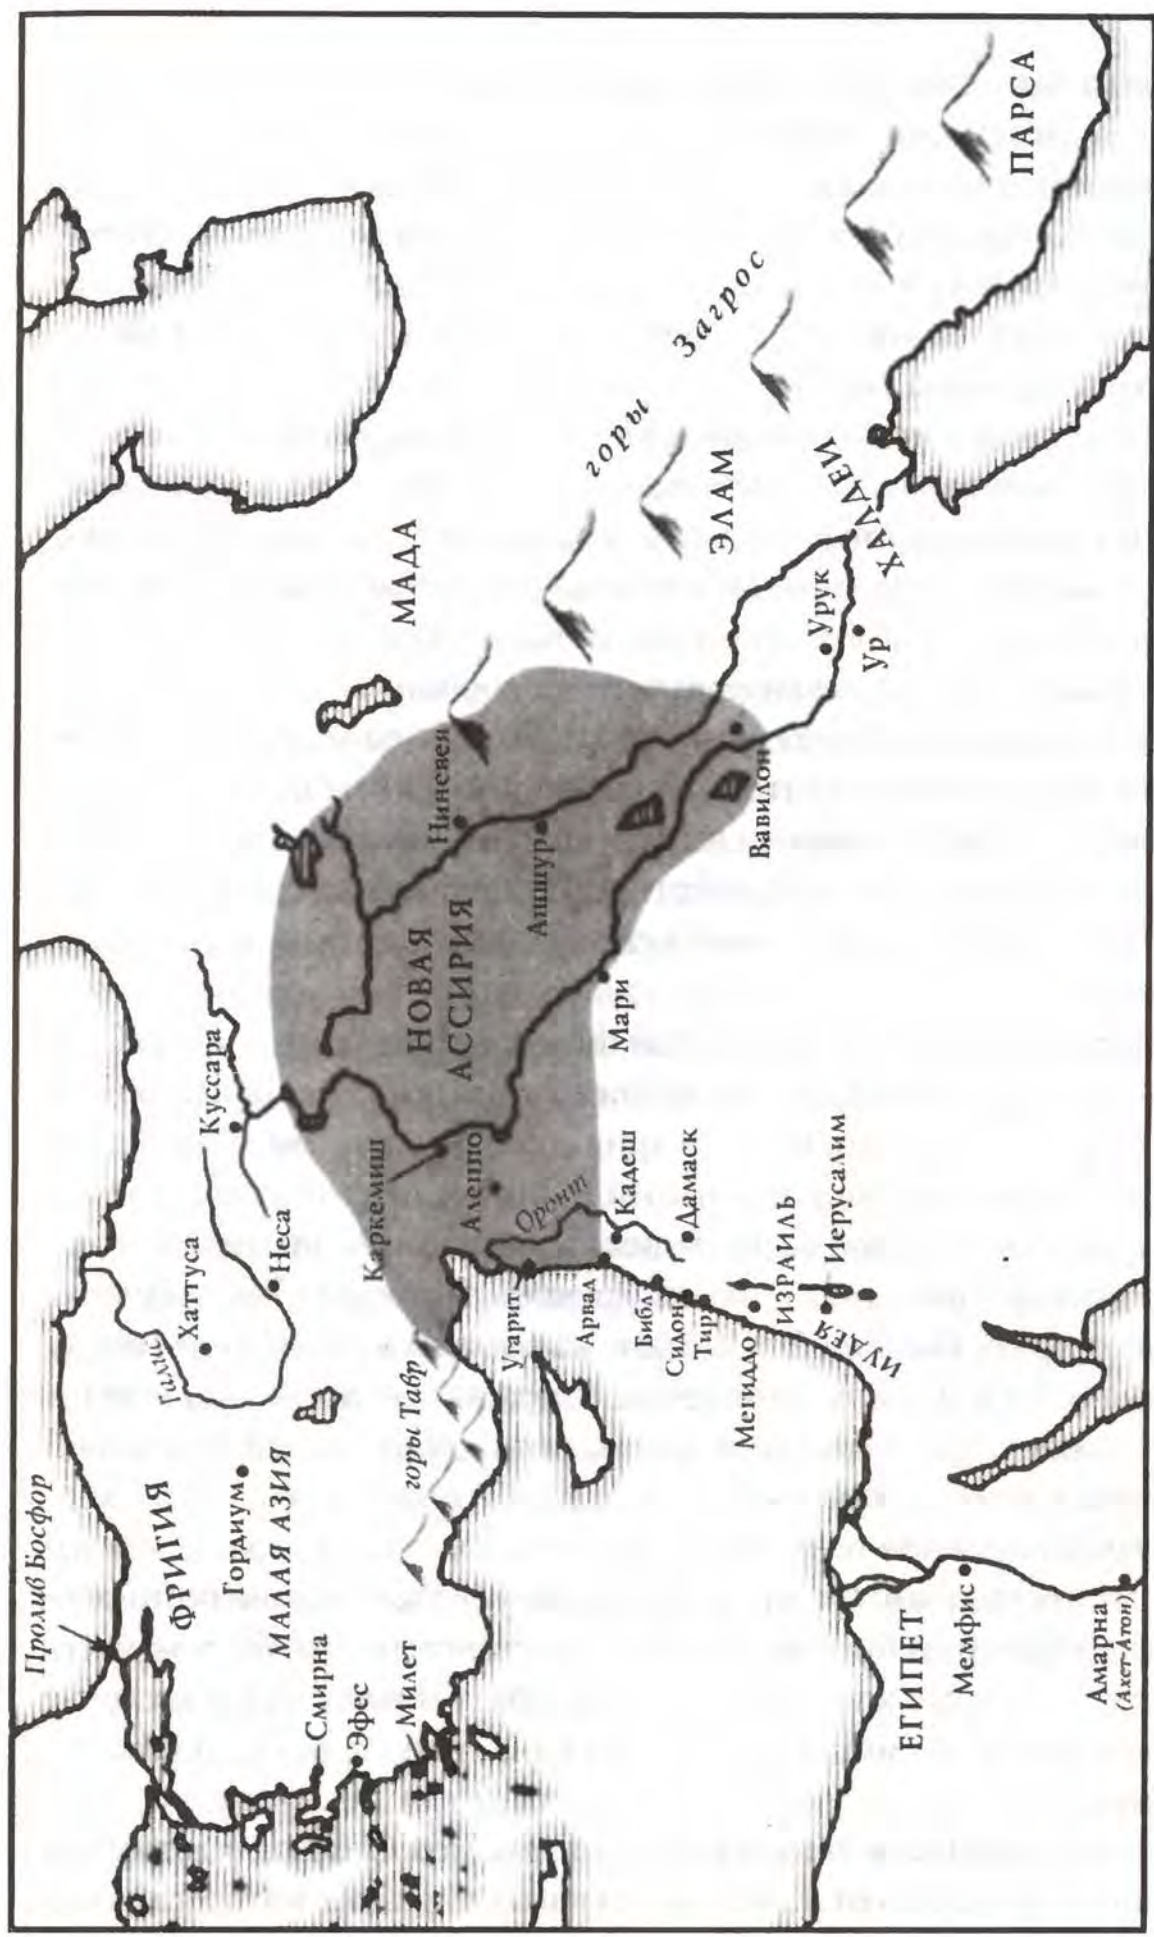 Пролив Босфор
ФРИГИЯ
Гордиум
МАЛАЯ АЗИЯ
Смирна
Эфес
Милет
Галис
Хаттуса
Неса
Куссара
горы Тавр
Каркемиш
Алеппо
НОВАЯ
АССИРИЯ
Ниневея
Ашшур
МАДА
горы Загрос
ЭЛАМ
ПАРСА
ХАЛДЕИ
Урук
Ур
Вавилон
Мари
Оронт
Угарит
Арвал
Кадеш
Библ
Дамаск
Сидон
Тир
Мегиддо
ИЗРАИЛЬ
Иерусалим
ИУДЕЯ
ЕГИПЕТ
Мемфис
Амарна
(Ахет-Атон)